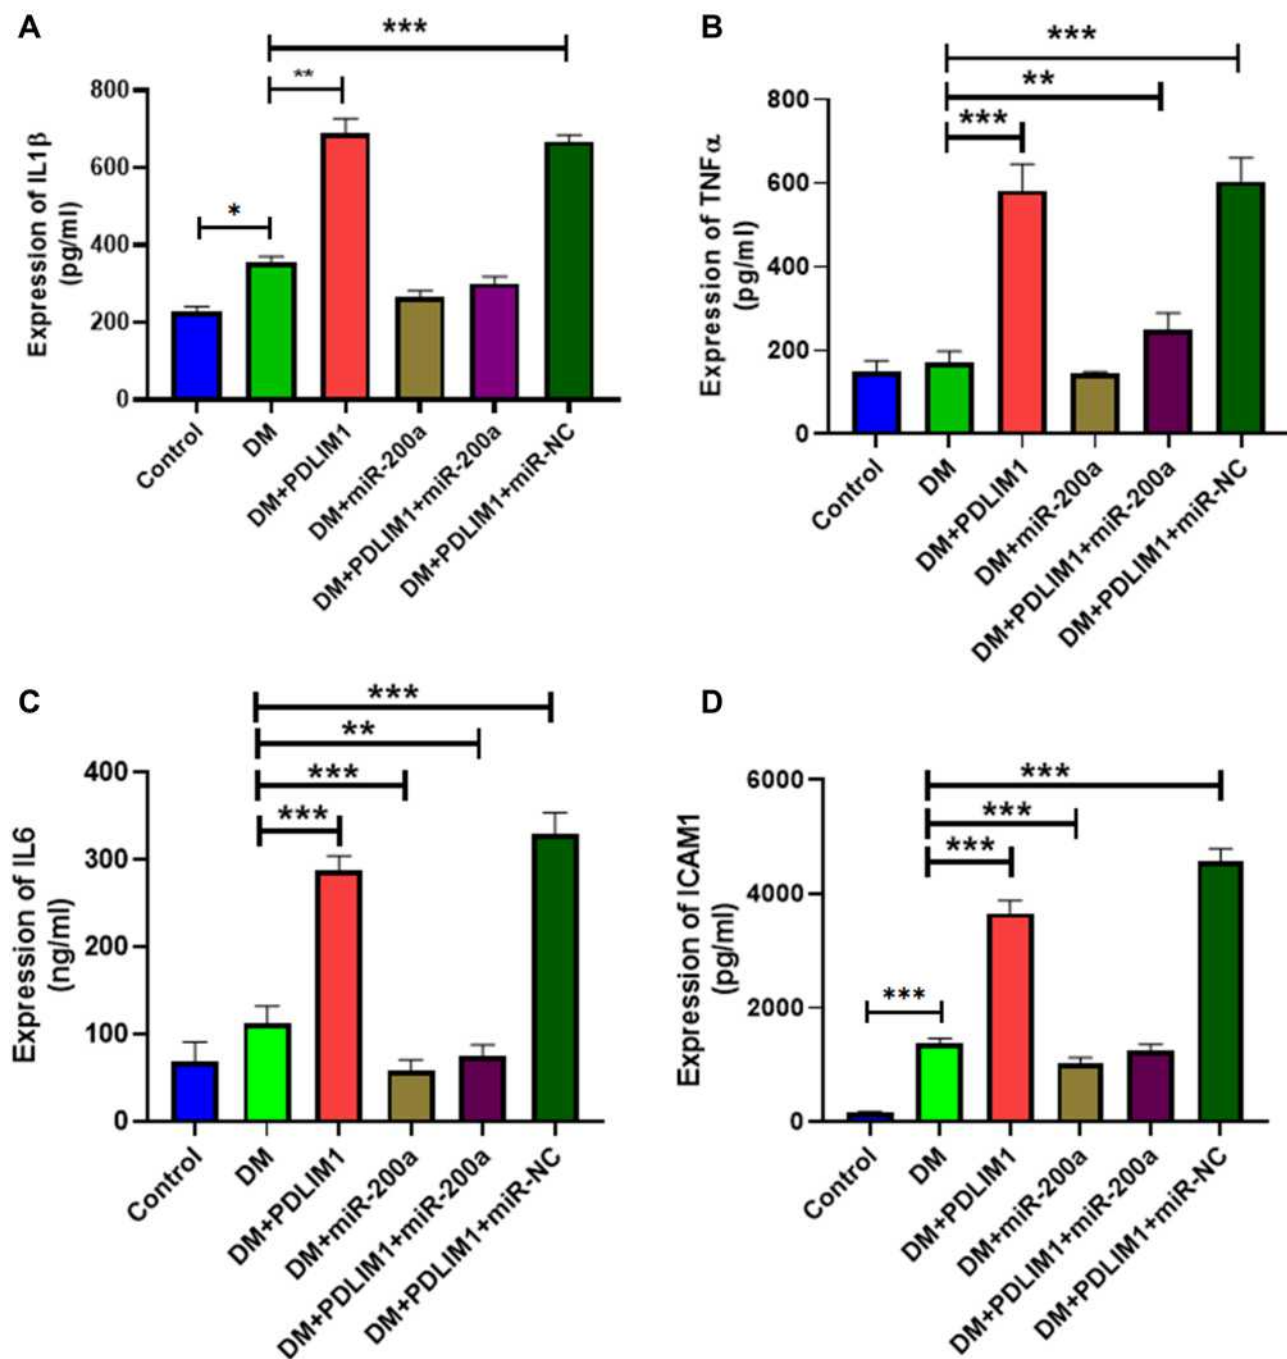 A
***
**
*
Expression of IL1β
(pg/ml)
800
600
400
200
0
Control
DM
DM+PDLIM1
DM+miR-200a
DM+PDLIM1+miR-200a
DM+PDLIM1+miR-NC
B
***
**
***
Expression of TNFα
(pg/ml)
800
600
400
200
0
Control
DM
DM+PDLIM1
DM+miR-200a
DM+PDLIM1+miR-200a
DM+PDLIM1+miR-NC
C
***
**
***
***
Expression of IL6
(ng/ml)
400
300
200
100
0
Control
DM
DM+PDLIM1
DM+miR-200a
DM+PDLIM1+miR-200a
DM+PDLIM1+miR-NC
D
***
***
***
***
Expression of ICAM1
(pg/ml)
6000
4000
2000
0
Control
DM
DM+PDLIM1
DM+miR-200a
DM+PDLIM1+miR-200a
DM+PDLIM1+miR-NC